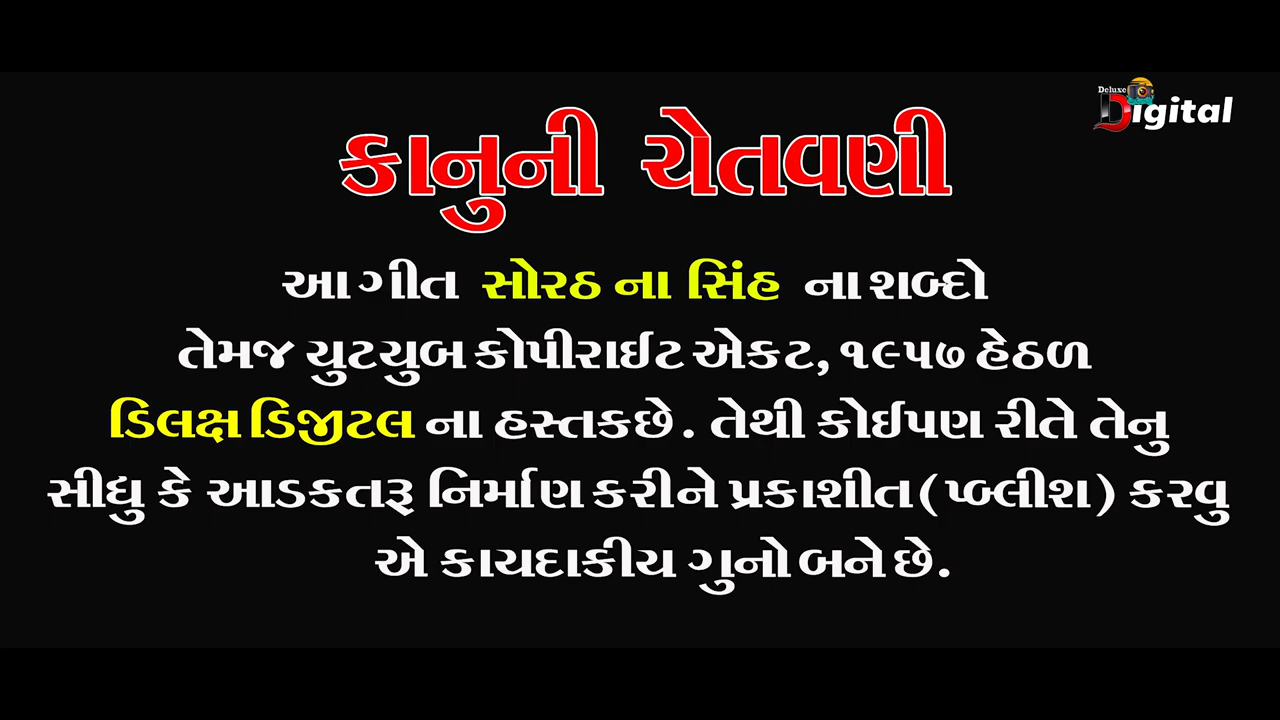 Deluxe
Digital
કાનુની ચેતવણી
આ ગીત સોરઠ ના સિંહ ના શબ્દો
તેમજ યુટયુબ કોપીરાઈટ એકટ, ૧૯૫૭ હેઠળ
ડિલક્ષ ડિજીટલ ના હસ્તકછે. તેથી કોઈપણ રીતે તેનુ
સીધુ કે આડકતરૂ નિર્માણ કરીને પ્રકાશીત(પ્બ્લીશ) કરવુ
એ કાયદાકીય ગુનો બને છે.